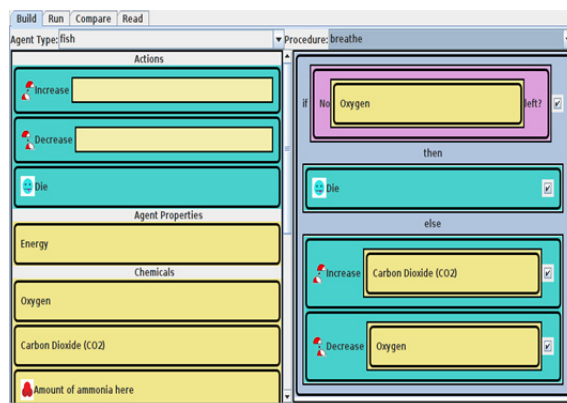 Build Run Compare Read
Agent Type: fish
Procedure: breathe
Actions
Increase
Decrease
Die
Agent Properties
Energy
Chemicals
Oxygen
Carbon Dioxide (CO2)
Amount of ammonia here
if No Oxygen left?
then
Die
else
Increase Carbon Dioxide (CO2)
Decrease Oxygen